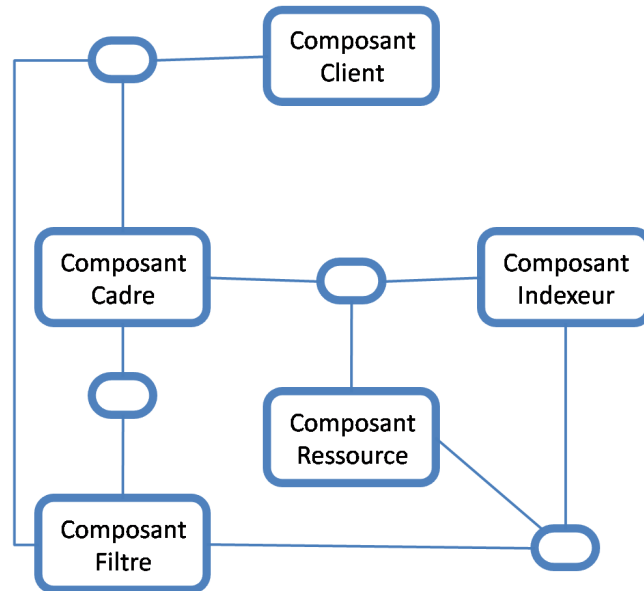 Composant
Client
Composant
Cadre
Composant
Indexeur
Composant
Ressource
Composant
Filtre